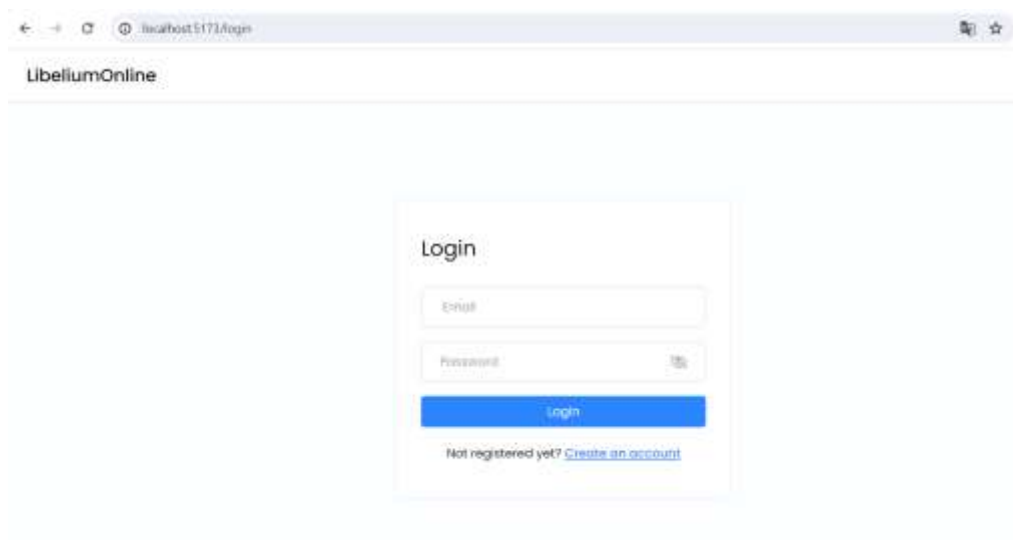 localhost:5173/login
LibeliumOnline
Login
Email
Password
Login
Not registered yet? Create an account